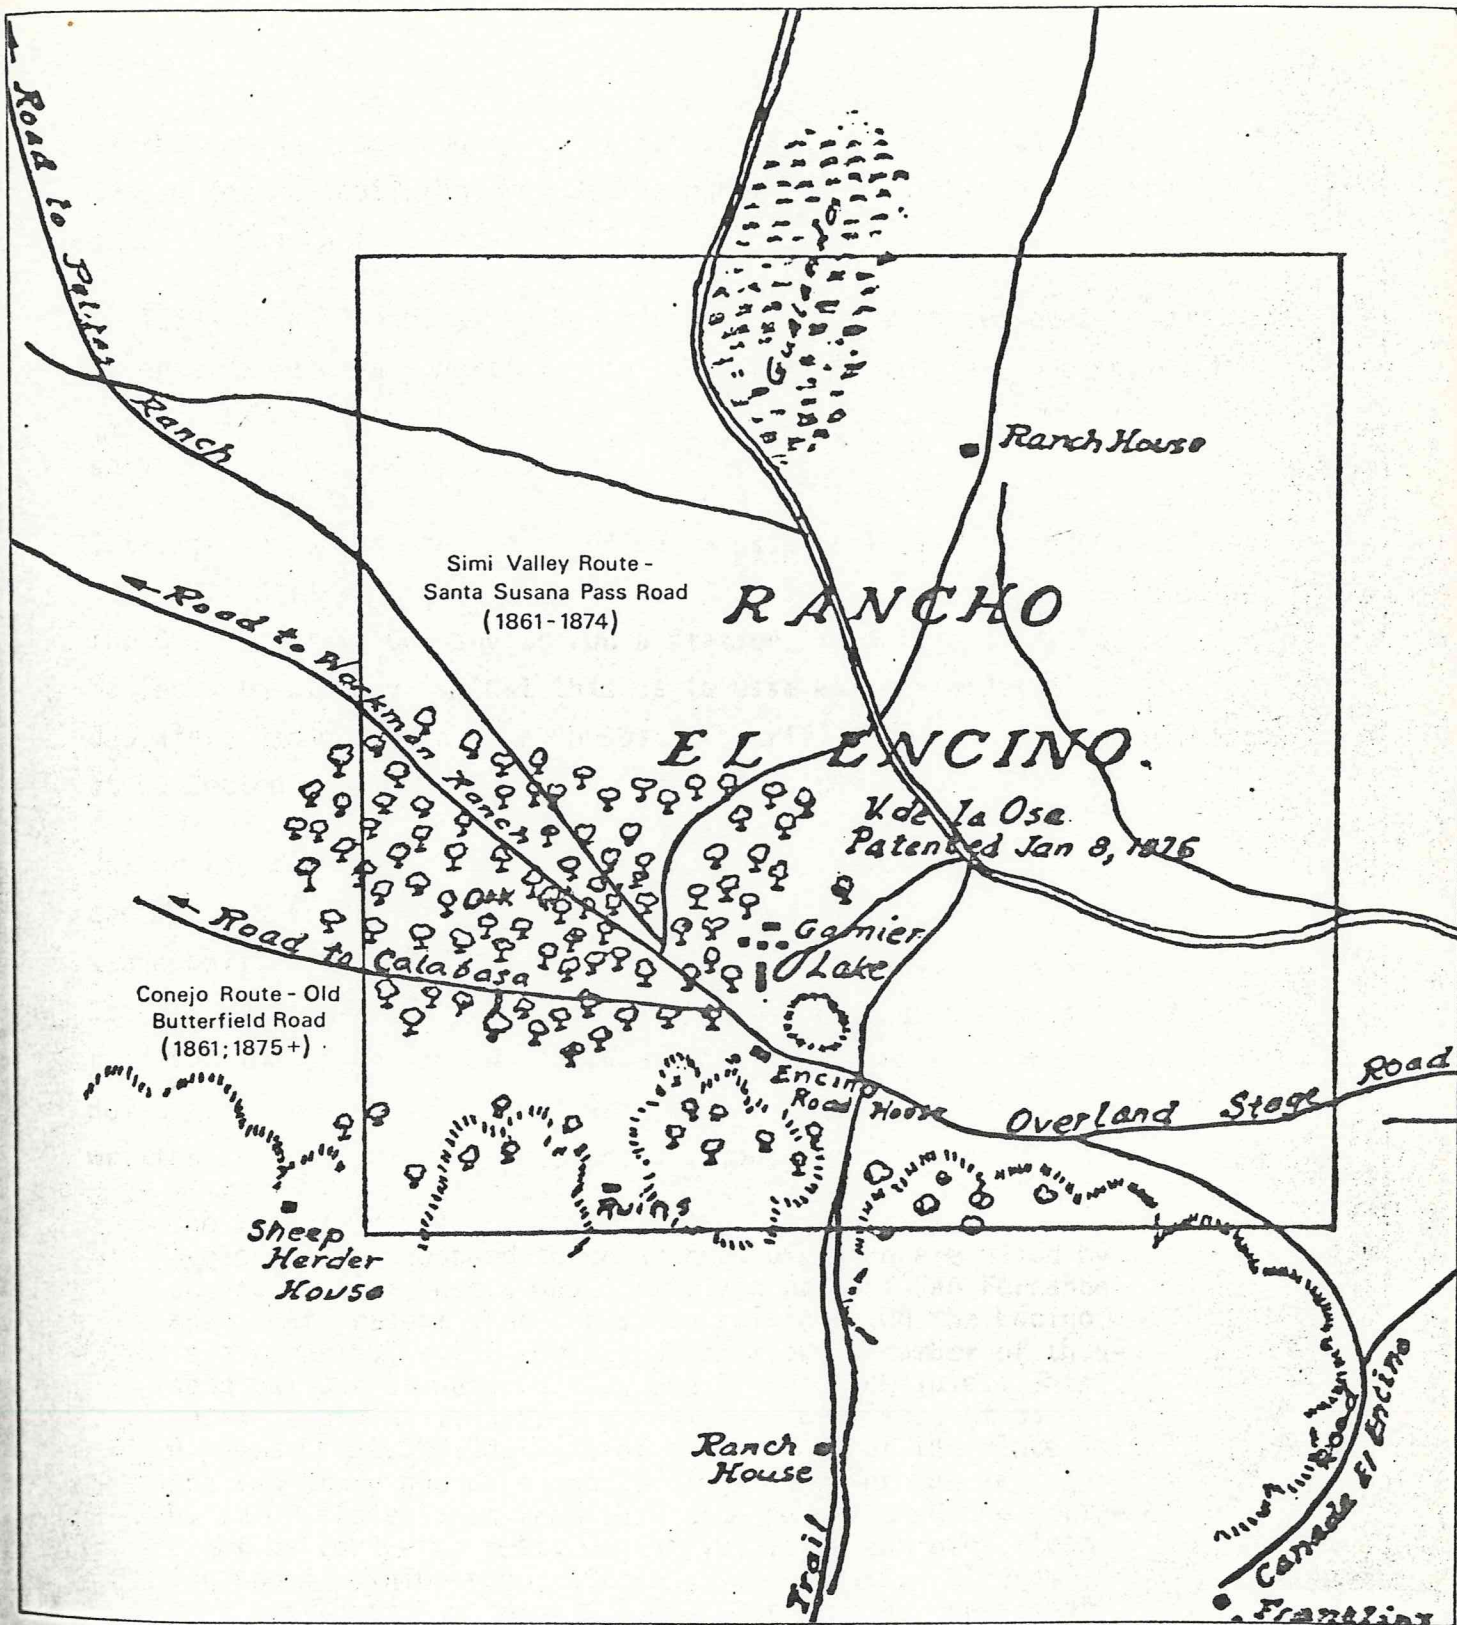 Road to
Ranch
Ranch House
Simi Valley Route -
Santa Susana Pass Road
(1861-1874)
RANCHO
EL ENCINO.
Road to Workman Ranch
V. de la Osa
Patented Jan 8, 1876
Oak
Garnier
Lake
Road to Calabasa
Conejo Route - Old
Butterfield Road
(1861; 1875+)
Encino
Road House
Overland Stage Road
Ruins
Sheep
Herder
House
Ranch
House
Trail
Road
Canade El Encino